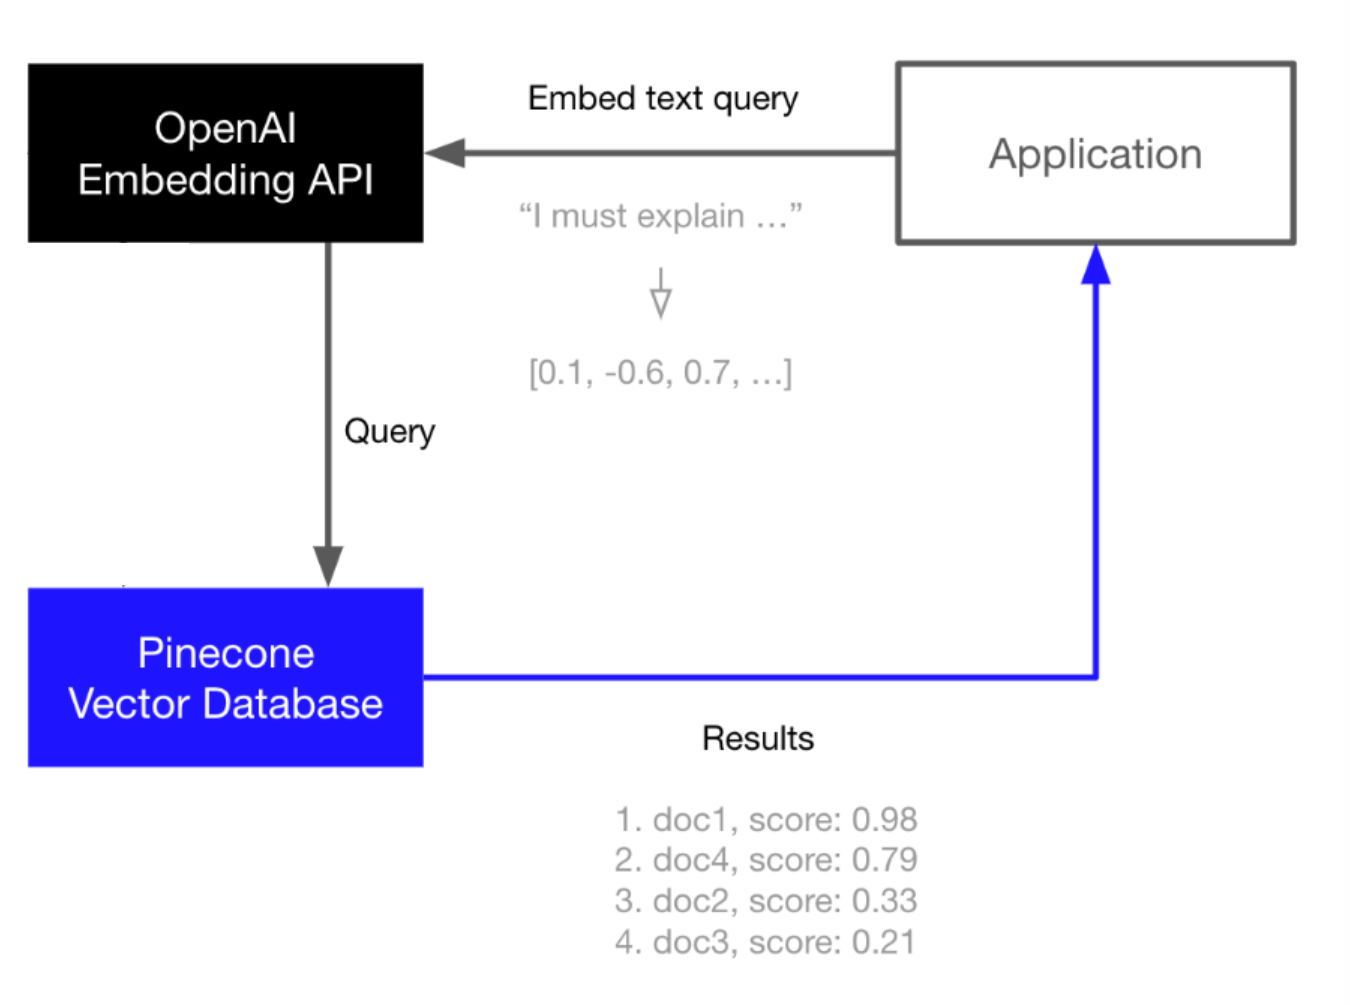 OpenAI
Embedding API
Embed text query
Application
“I must explain …”
[0.1, -0.6, 0.7, …]
Query
Pinecone
Vector Database
Results
1. doc1, score: 0.98
2. doc4, score: 0.79
3. doc2, score: 0.33
4. doc3, score: 0.21